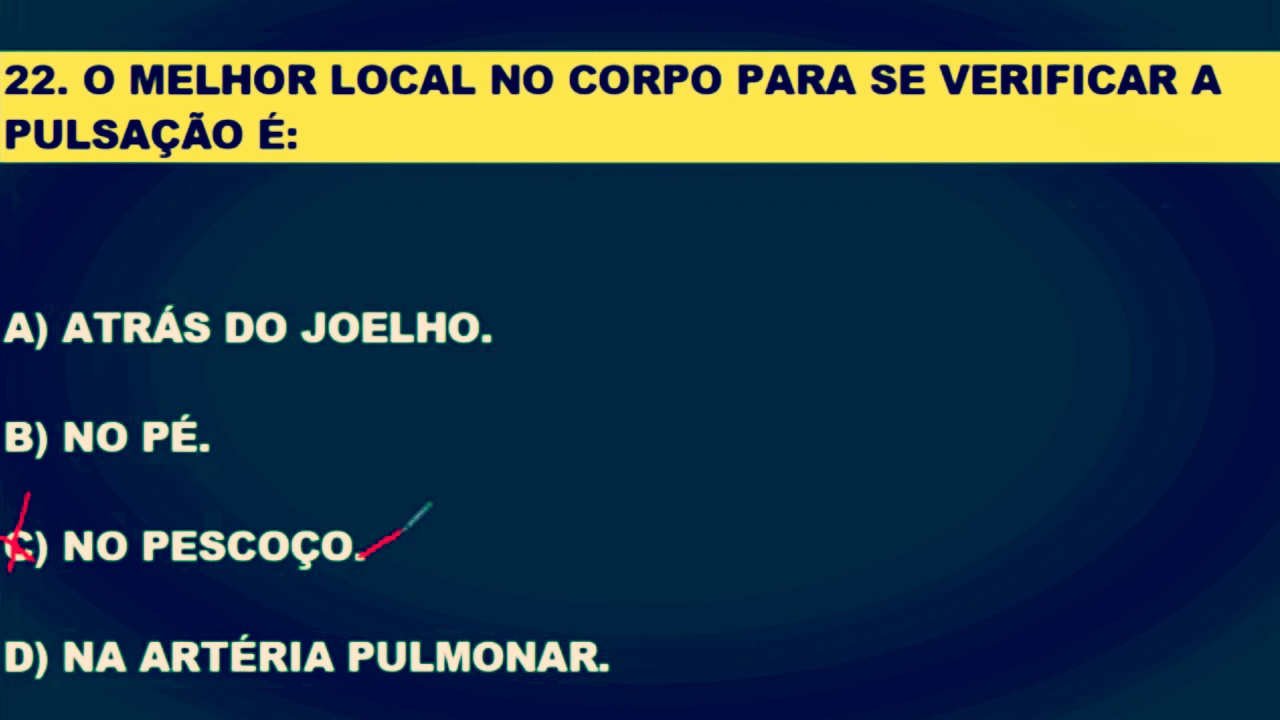 22. O MELHOR LOCAL NO CORPO PARA SE VERIFICAR A
PULSAÇÃO É:
A) ATRÁS DO JOELHO.
B) NO PÉ.
C) NO PESCOÇO.
D) NA ARTÉRIA PULMONAR.